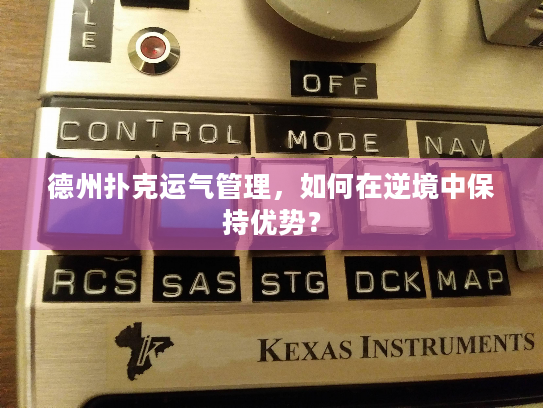 YLE
OFF
CONTROL MODE NAV
德州扑克运气管理，如何在逆境中保
持优势？
RCS SAS STG DCK MAP
KEXAS INSTRUMENTS